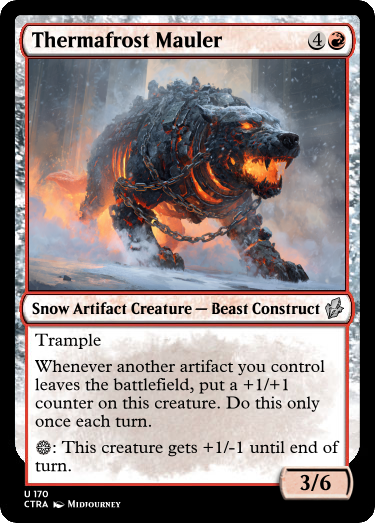 Thermafrost Mauler 4
Snow Artifact Creature — Beast Construct
Trample
Whenever another artifact you control
leaves the battlefield, put a +1/+1
counter on this creature. Do this only
once each turn.
: This creature gets +1/-1 until end of
turn.
3/6
U 170
CTRA Midjourney